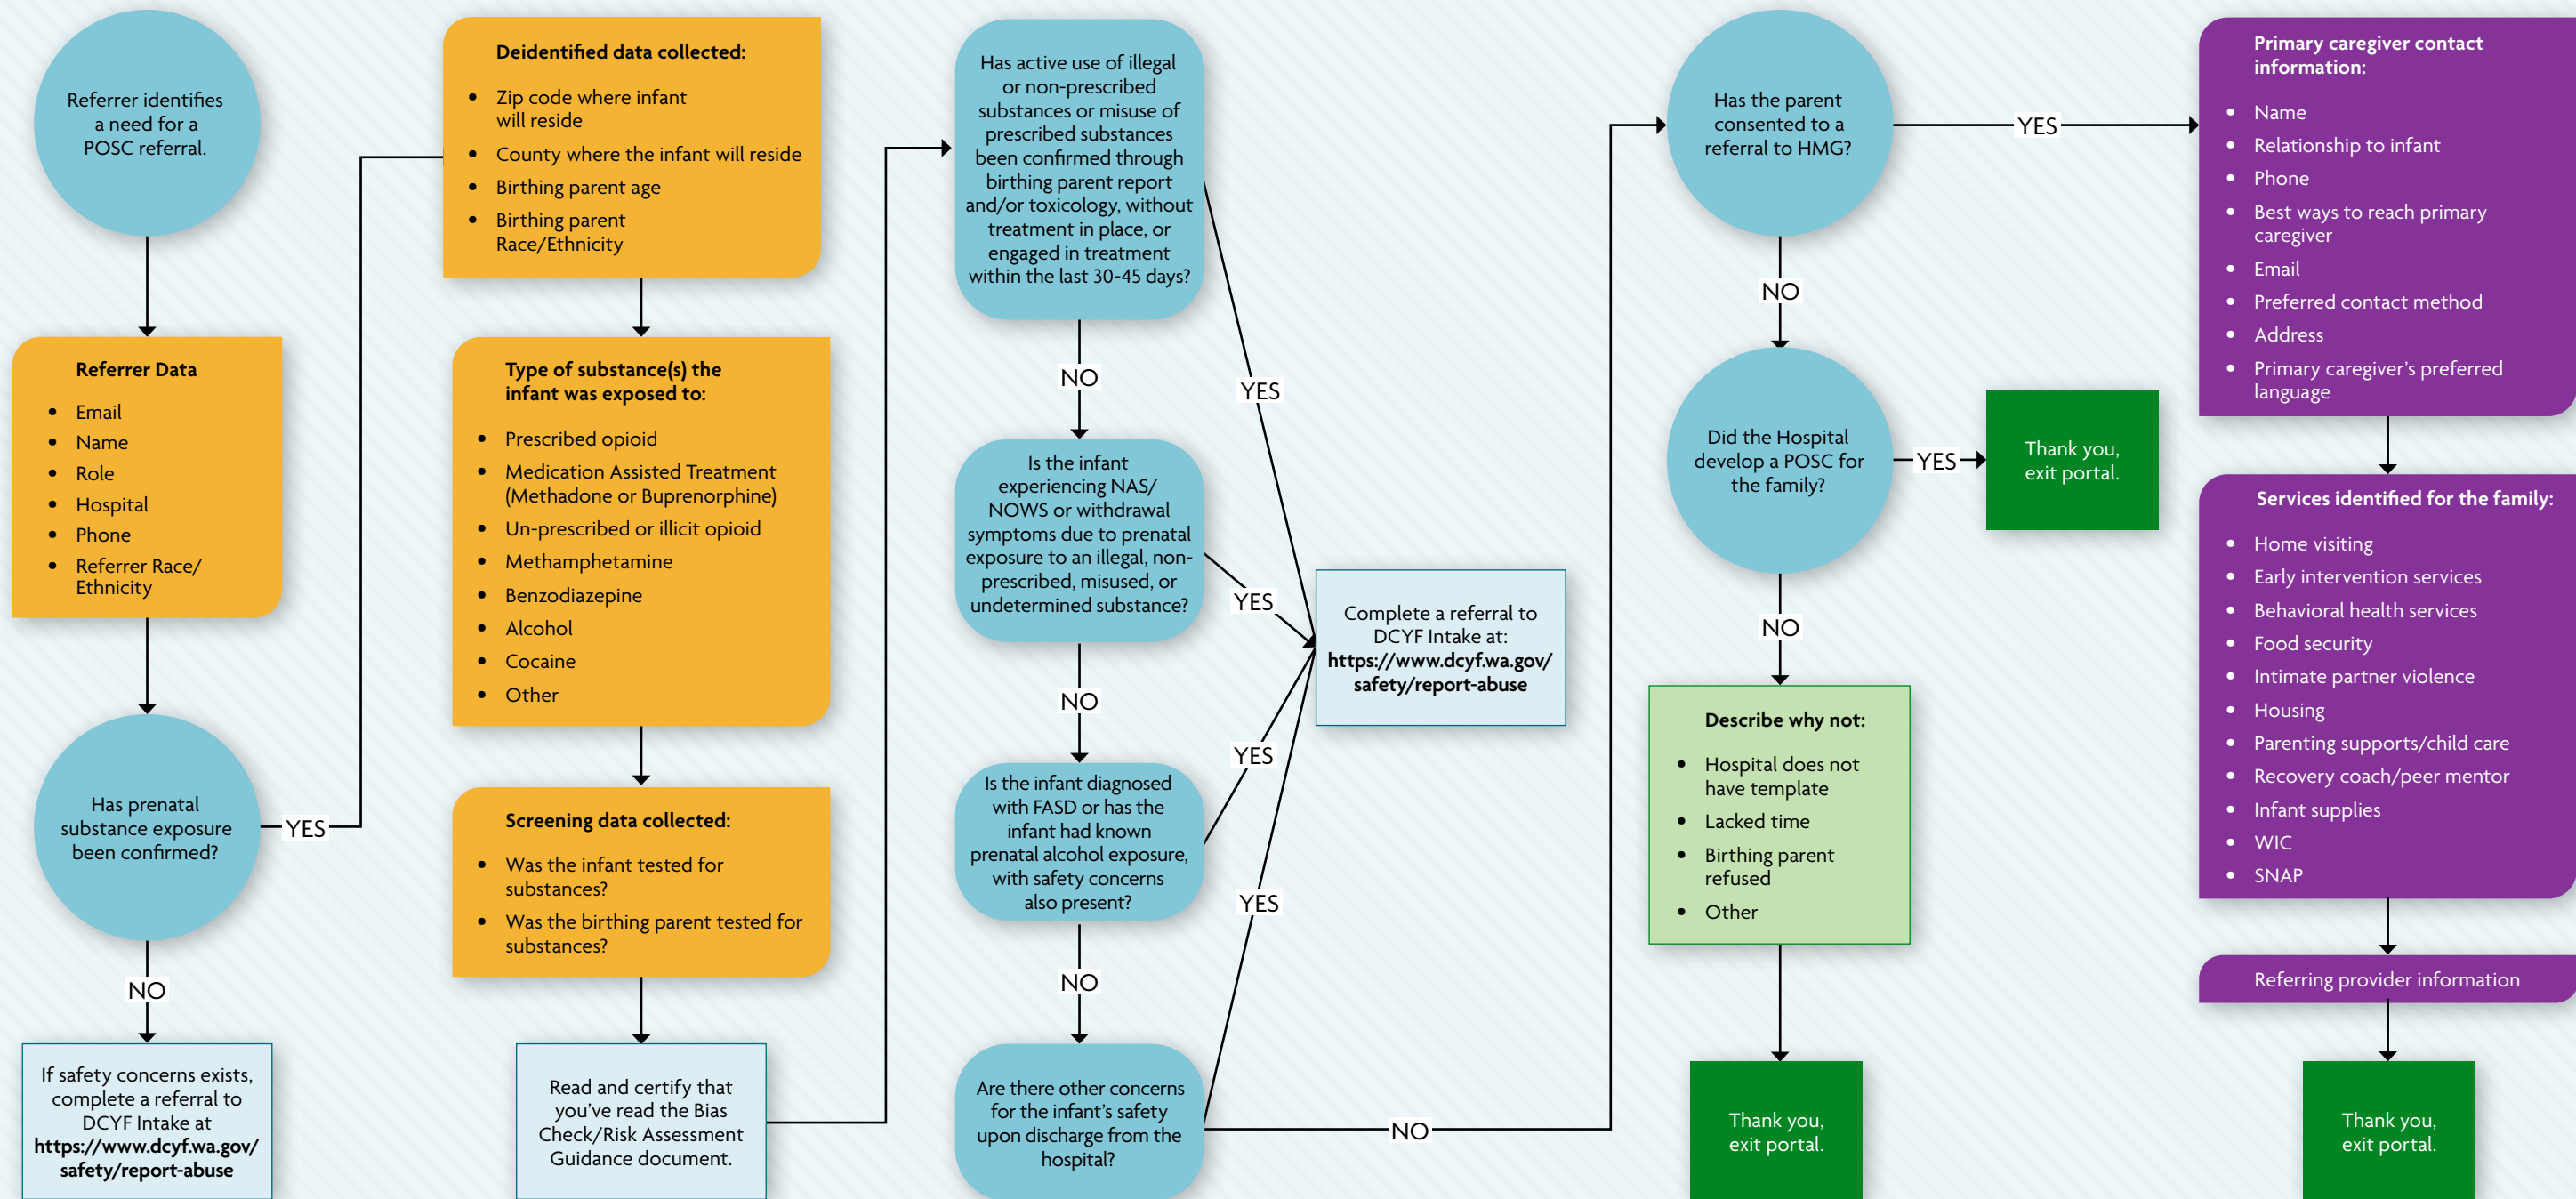 Referrer identifies
a need for a
POSC referral.
Referrer Data
• Email
• Name
• Role
• Hospital
• Phone
• Referrer Race/
Ethnicity
Has prenatal
substance exposure
been confirmed?
YES
NO
If safety concerns exists,
complete a referral to
DCYF Intake at
https://www.dcyf.wa.gov/
safety/report-abuse
Deidentified data collected:
• Zip code where infant
will reside
• County where the infant will reside
• Birthing parent age
• Birthing parent
Race/Ethnicity
Type of substance(s) the
infant was exposed to:
• Prescribed opioid
• Medication Assisted Treatment
(Methadone or Buprenorphine)
• Un-prescribed or illicit opioid
• Methamphetamine
• Benzodiazepine
• Alcohol
• Cocaine
• Other
Screening data collected:
• Was the infant tested for
substances?
• Was the birthing parent tested for
substances?
Read and certify that
you've read the Bias
Check/Risk Assessment
Guidance document.
Has active use of illegal
or non-prescribed
substances or misuse of
prescribed substances
been confirmed through
birthing parent report
and/or toxicology, without
treatment in place, or
engaged in treatment
within the last 30-45 days?
NO
YES
Is the infant
experiencing NAS/
NOWS or withdrawal
symptoms due to prenatal
exposure to an illegal, non-
prescribed, misused, or
undetermined substance?
YES
NO
Is the infant diagnosed
with FASD or has the
infant had known
prenatal alcohol exposure,
with safety concerns
also present?
YES
NO
Are there other concerns
for the infant's safety
upon discharge from the
hospital?
YES
NO
Complete a referral to
DCYF Intake at:
https://www.dcyf.wa.gov/
safety/report-abuse
Has the parent
consented to a
referral to HMG?
YES
NO
Did the Hospital
develop a POSC for
the family?
YES
Thank you,
exit portal.
NO
Describe why not:
• Hospital does not
have template
• Lacked time
• Birthing parent
refused
• Other
Thank you,
exit portal.
Primary caregiver contact
information:
• Name
• Relationship to infant
• Phone
• Best ways to reach primary
caregiver
• Email
• Preferred contact method
• Address
• Primary caregiver's preferred
language
Services identified for the family:
• Home visiting
• Early intervention services
• Behavioral health services
• Food security
• Intimate partner violence
• Housing
• Parenting supports/child care
• Recovery coach/peer mentor
• Infant supplies
• WIC
• SNAP
Referring provider information
Thank you,
exit portal.